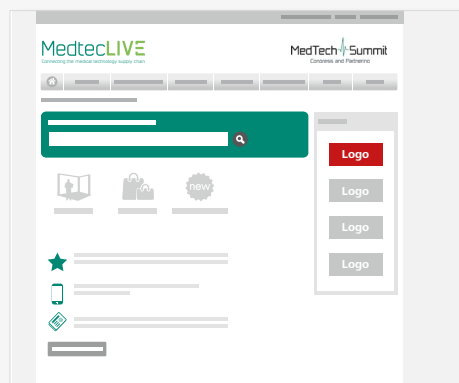 MedtecLIVE
Connecting the medical technology supply chain
MedTech Summit
Congress and Partnering
Logo
new
Logo
Logo
Logo